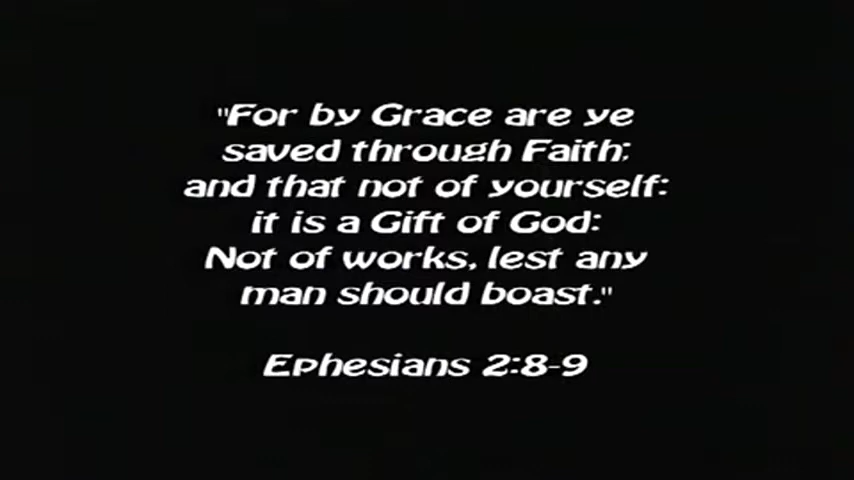 "For by Grace are ye
saved through Faith;
and that not of yourself:
it is a Gift of God:
Not of works, lest any
man should boast."
Ephesians 2:8-9